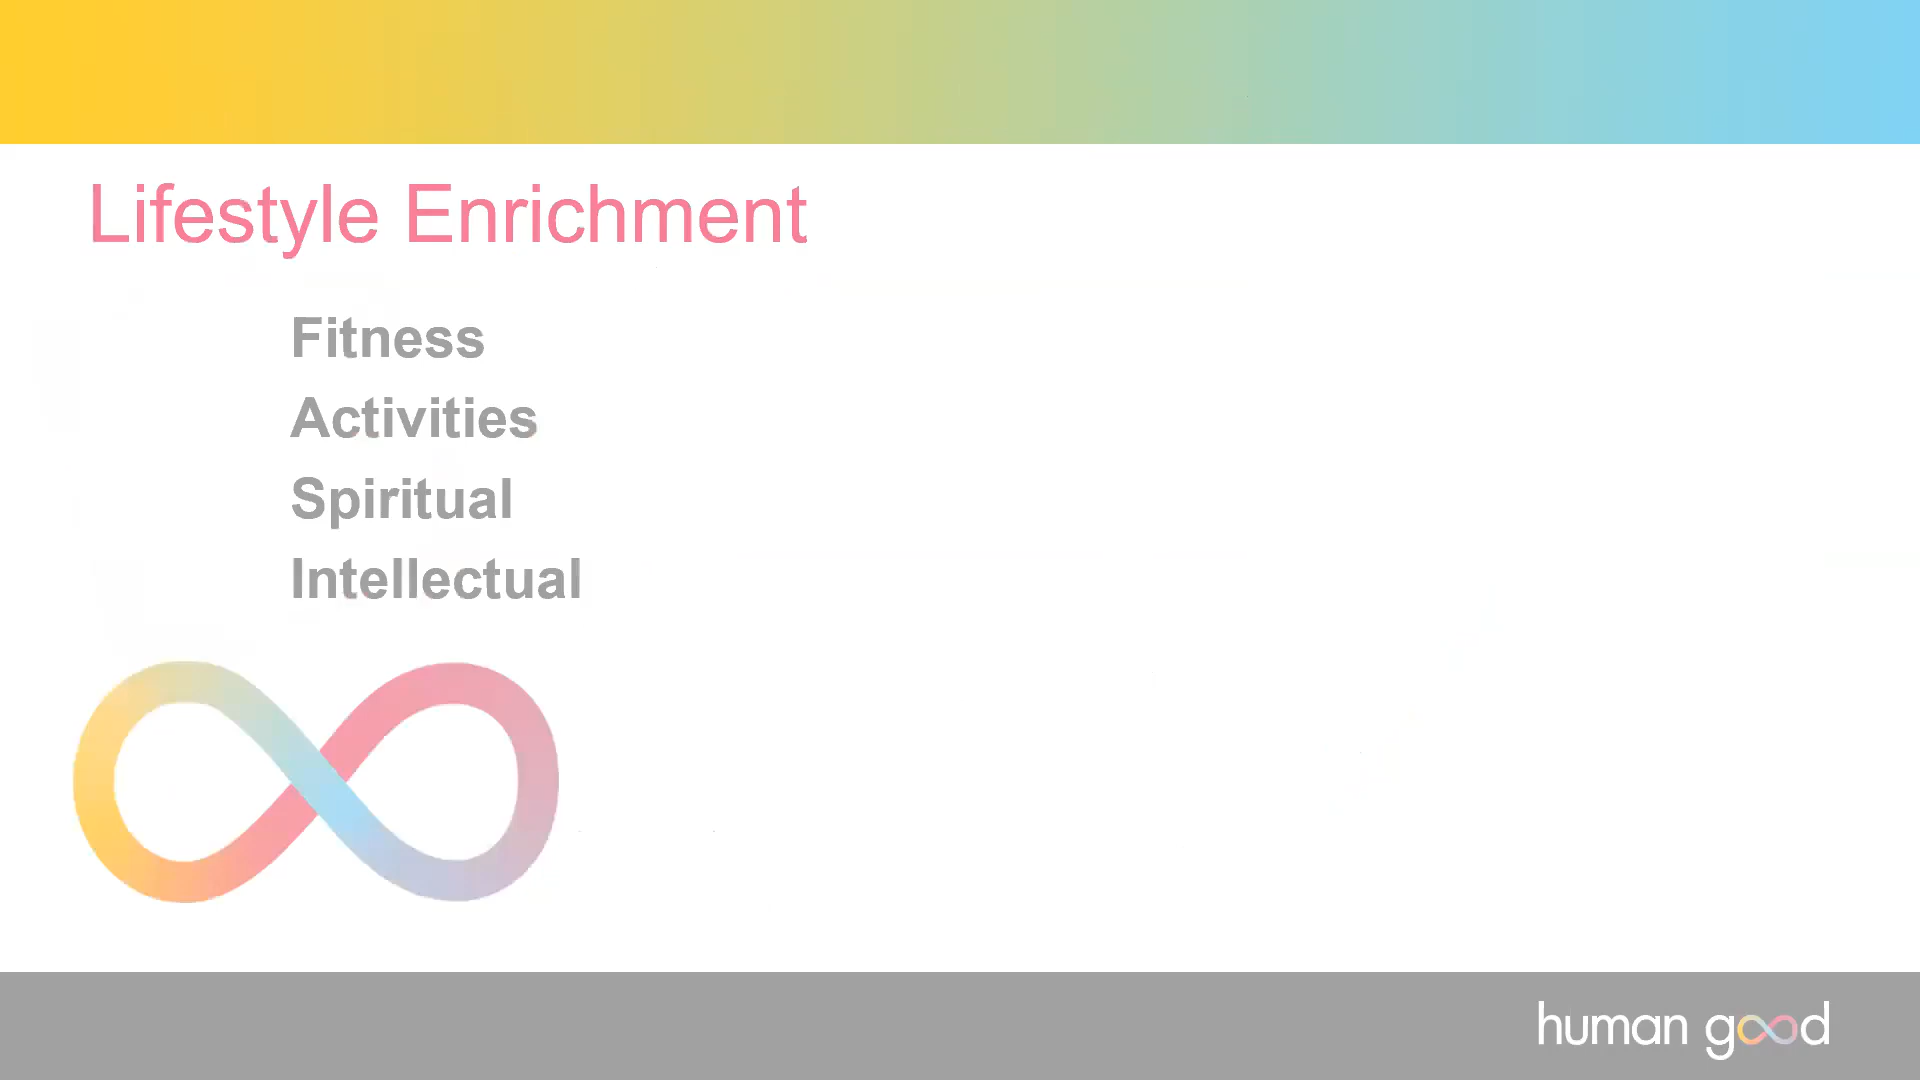 Lifestyle Enrichment
Fitness
Activities
Spiritual
Intellectual
human good